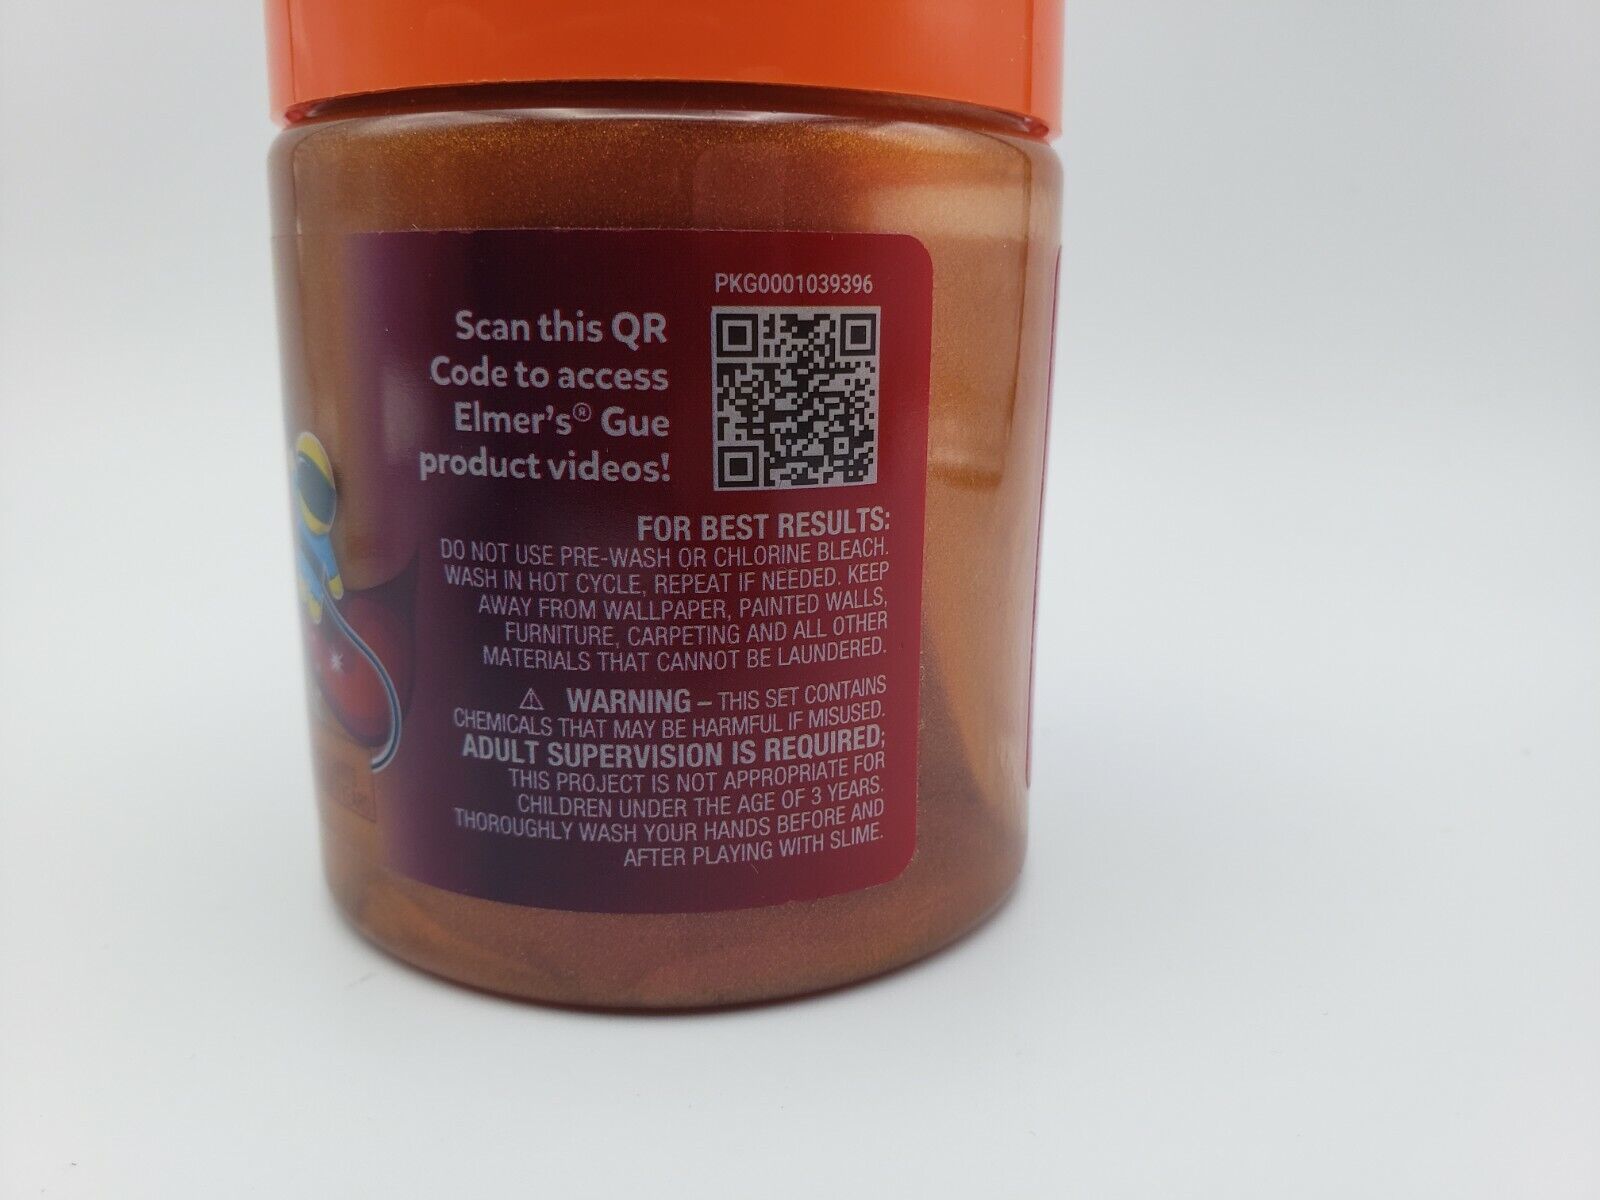 PKG0001039396
Scan this QR
Code to access
Elmer's® Gue
product videos!
FOR BEST RESULTS:
DO NOT USE PRE-WASH OR CHLORINE BLEACH.
WASH IN HOT CYCLE, REPEAT IF NEEDED. KEEP
AWAY FROM WALLPAPER, PAINTED WALLS,
FURNITURE, CARPETING AND ALL OTHER
MATERIALS THAT CANNOT BE LAUNDERED.
⚠ WARNING – THIS SET CONTAINS
CHEMICALS THAT MAY BE HARMFUL IF MISUSED.
ADULT SUPERVISION IS REQUIRED;
THIS PROJECT IS NOT APPROPRIATE FOR
CHILDREN UNDER THE AGE OF 3 YEARS.
THOROUGHLY WASH YOUR HANDS BEFORE AND
AFTER PLAYING WITH SLIME.